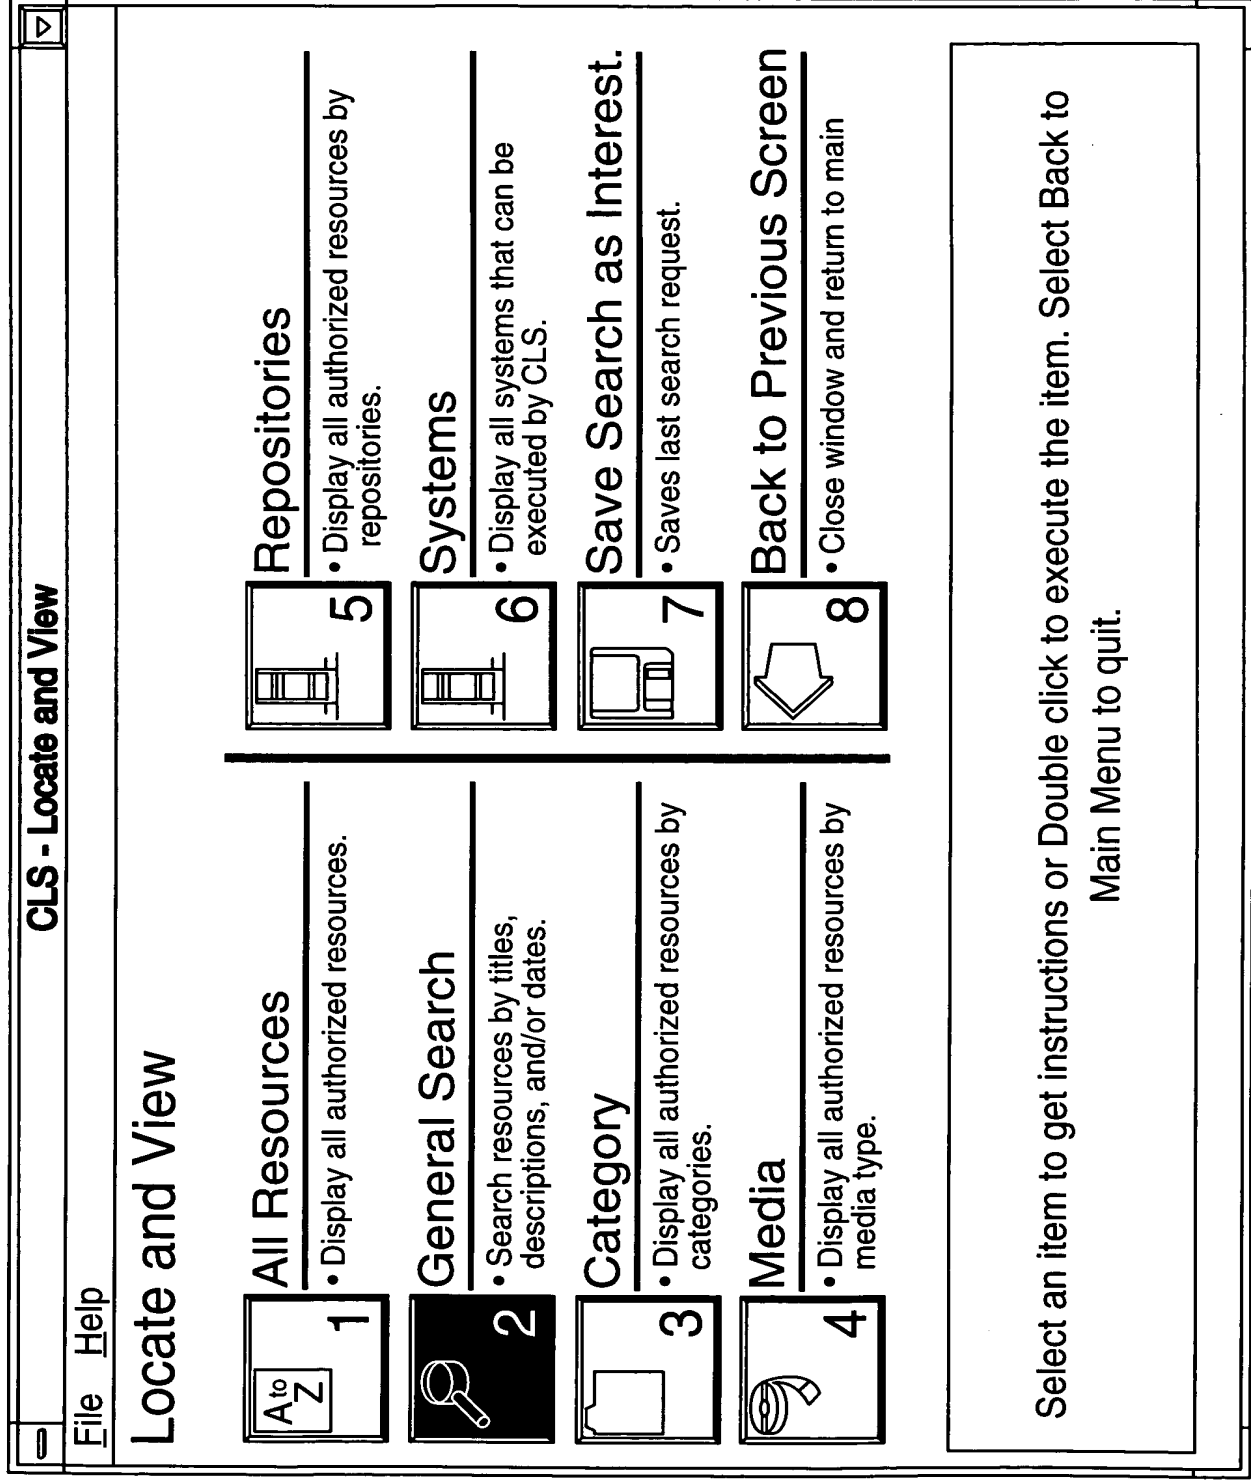 CLS - Locate and View
File Help
Locate and View
A to
Z
1
All Resources
• Display all authorized resources.
2
General Search
• Search resources by titles,
descriptions, and/or dates.
3
Category
• Display all authorized resources by
categories.
4
Media
• Display all authorized resources by
media type.
5
Repositories
• Display all authorized resources by
repositories.
6
Systems
• Display all systems that can be
executed by CLS.
7
Save Search as Interest.
• Saves last search request.
8
Back to Previous Screen
• Close window and return to main
Select an item to get instructions or Double click to execute the item. Select Back to
Main Menu to quit.